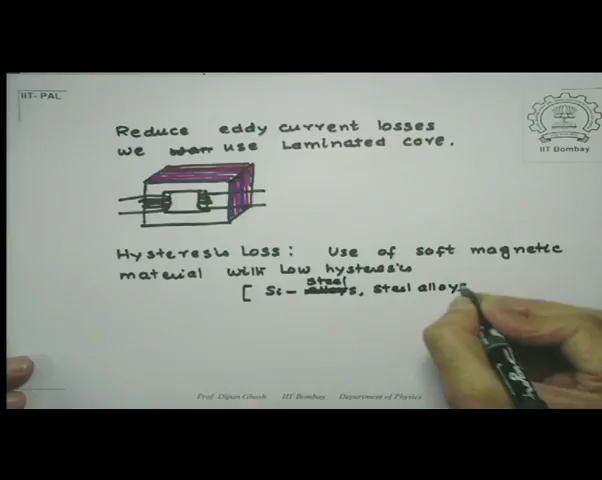 IIT- PAL
Reduce eddy current losses
we use Laminated core.
IIT Bombay
Hysteresis Loss: Use of soft magnetic
material with Low hysteresis
[ Si- steel, steel alloys
Prof Dipan Ghosh IIT Bombay Department of Physics